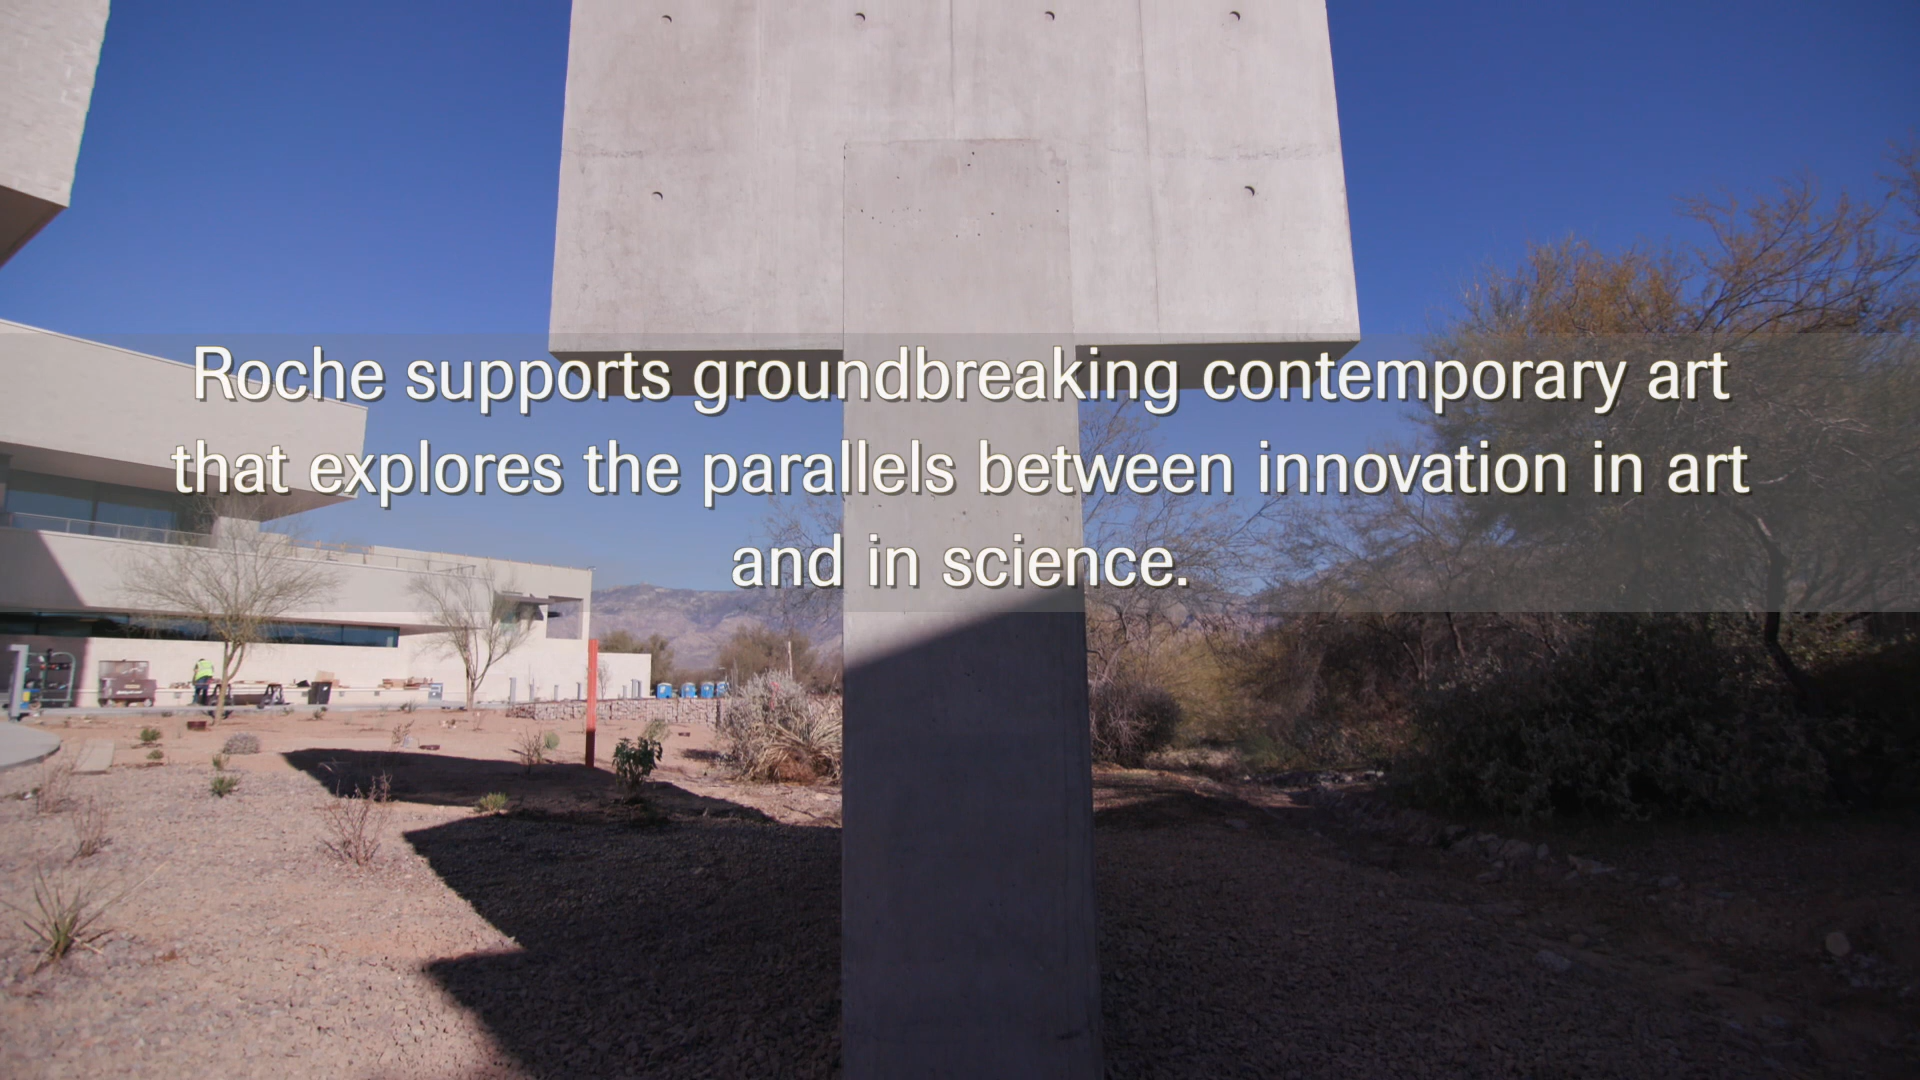 Roche supports groundbreaking contemporary art
that explores the parallels between innovation in art
and in science.